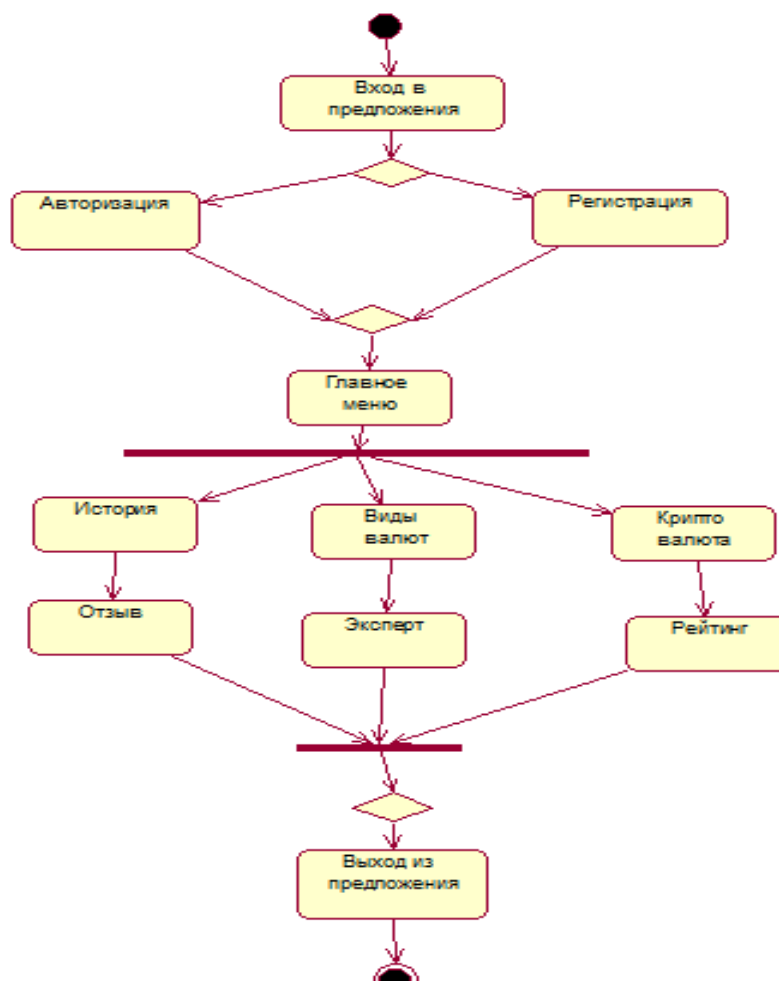 Вход в
предложения
Авторизация
Регистрация
Главное
меню
История
Виды
валют
Крипто
валюта
Отзыв
Эксперт
Рейтинг
Выход из
предложения